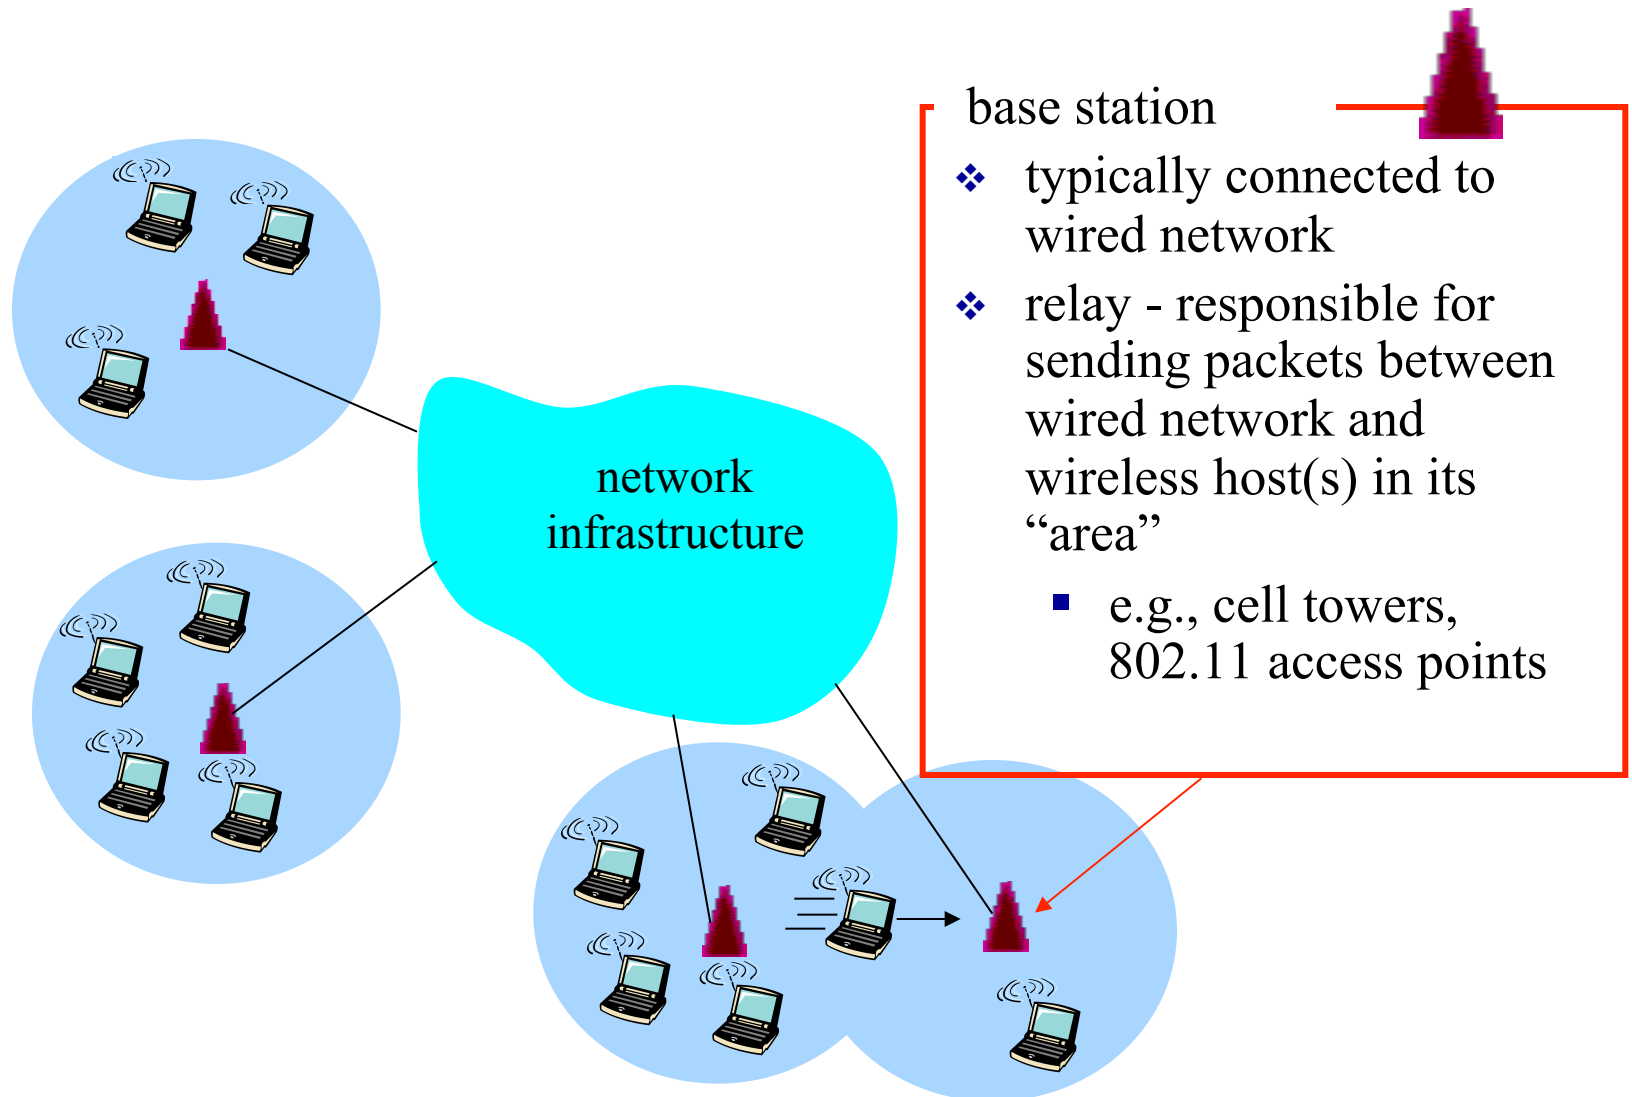 base station
typically connected to
wired network
relay - responsible for
sending packets between
wired network and
wireless host(s) in its
“area”
e.g., cell towers,
802.11 access points
network
infrastructure